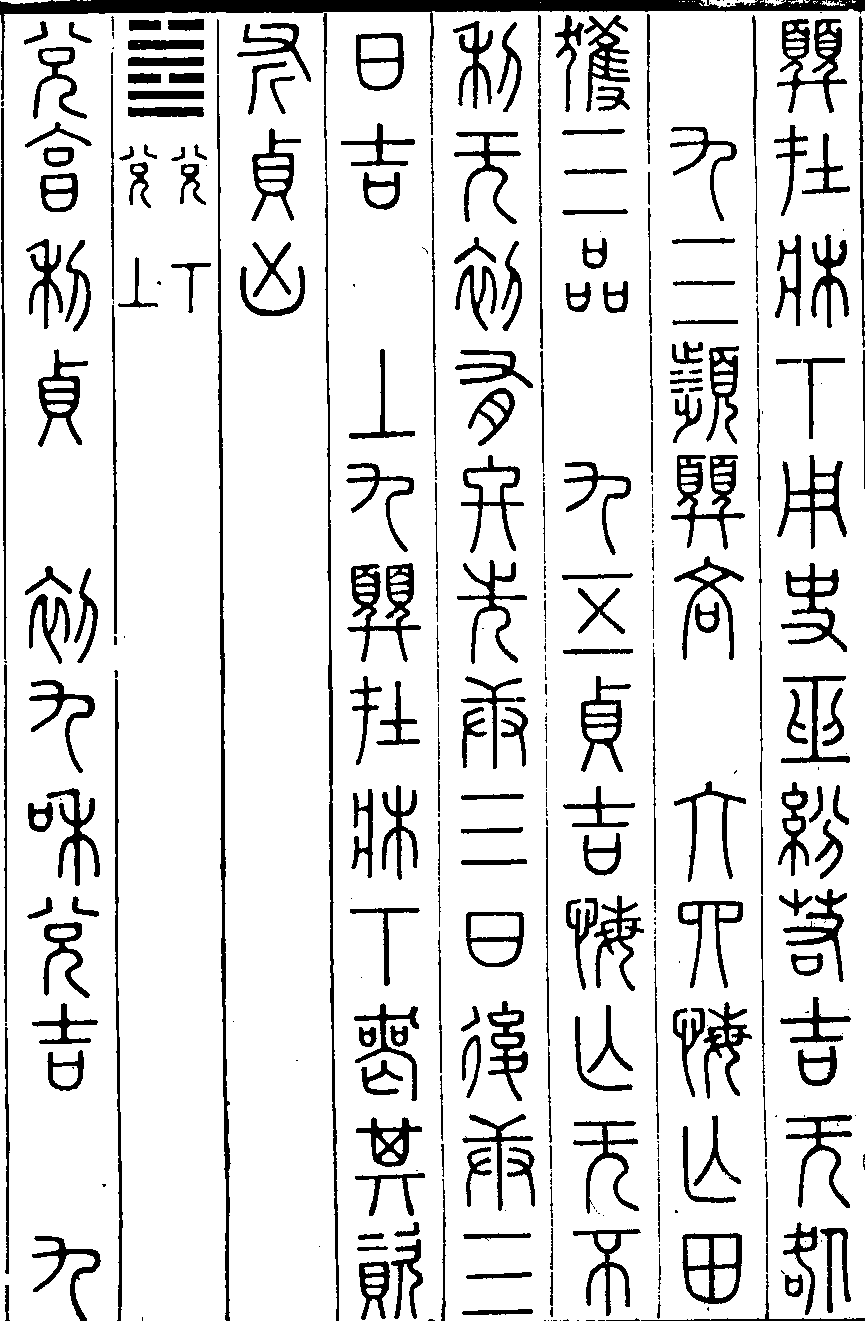 巽在牀下用史巫紛若吉无咎
九三頻巽吝 六四悔亡田
獲三品 九五貞吉悔亡无不
利无初有終先庚三日後庚三
日吉 上九巽在牀下喪其資
斧貞凶
䷹ 兌下 兌上
兌亨利貞 初九和兌吉 九